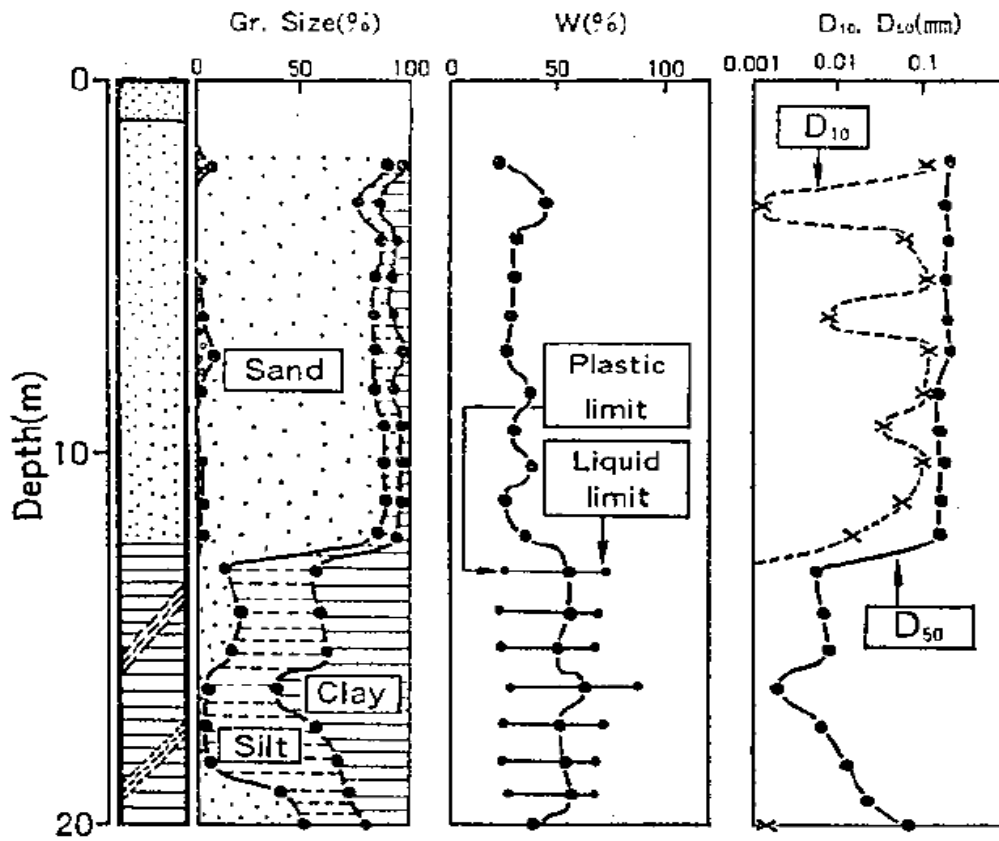 Gr. Size(%)
W(%)
D10, D50(mm)
0 50 100
0 50 100
0.001 0.01 0.1
0
10
20
Depth(m)
D10
Sand
Plastic
limit
Liquid
limit
D50
Clay
Silt